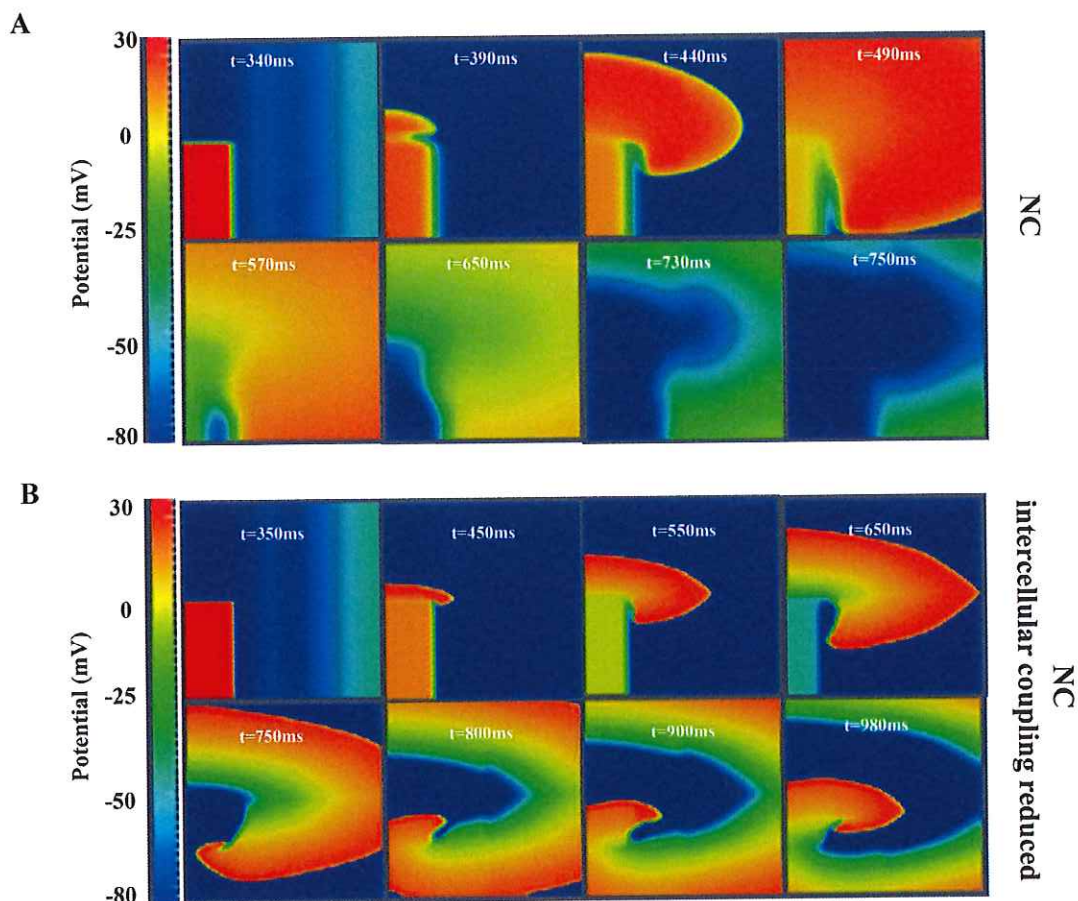 A
30
0
-25
-50
-80
Potential (mV)
t=340ms
t=390ms
t=440ms
t=490ms
t=570ms
t=650ms
t=730ms
t=750ms
NC
B
30
0
-25
-50
-80
Potential (mV)
t=350ms
t=450ms
t=550ms
t=650ms
t=750ms
t=800ms
t=900ms
t=980ms
NC
intercellular coupling reduced